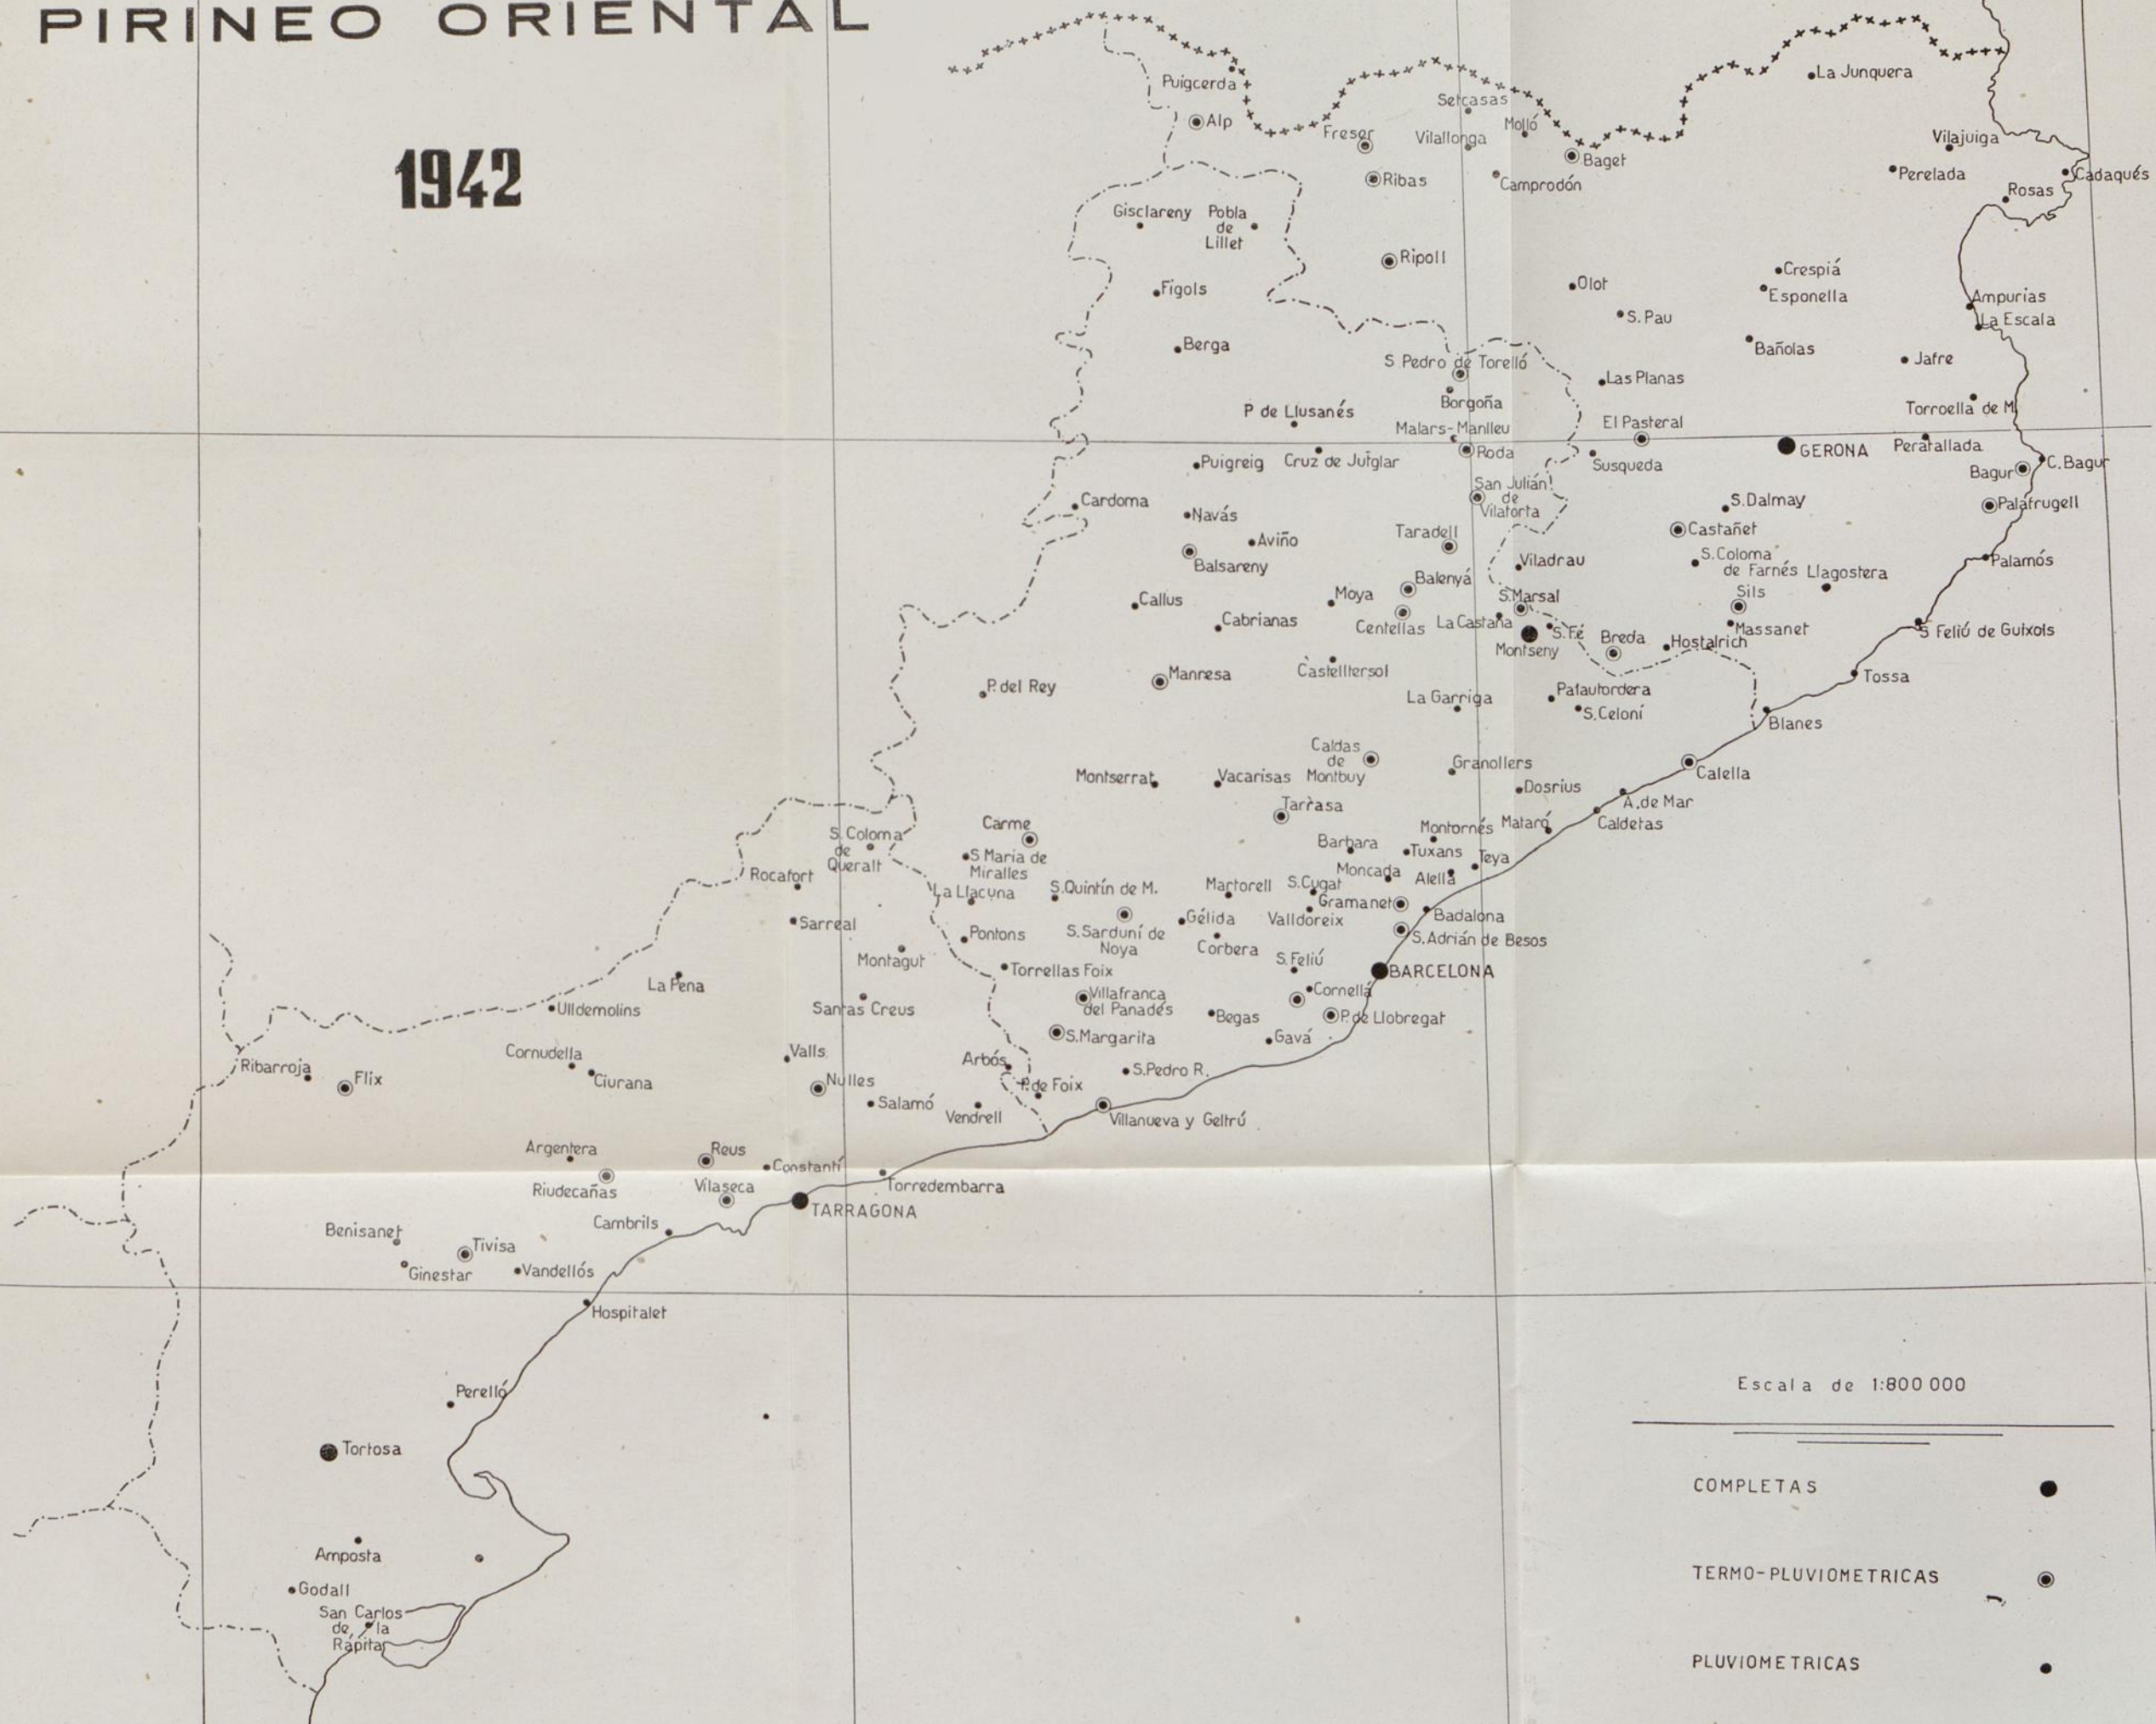 PIRINEO ORIENTAL
1942
Puigcerda
La Junquera
Setcasas
Alp
Freser
Vilallonga
Molló
Vilajuiga
Baget
Ribas
Camprodón
Perelada
Cadaqués
Rosas
Gisclareny
Pobla
de
Lillet
Ripoll
Crespiá
Olot
Figols
Esponella
Ampurias
S. Pau
La Escala
Berga
Bañolas
Jafre
S Pedro de Torelló
Las Planas
Borgoña
P de Llusanés
Torroella de M.
Malars-Manlleu
El Pasteral
Roda
GERONA
Peratallada
Puigreig
Cruz de Jutglar
Susqueda
Bagur
C. Bagur
San Julián
de
Vilatorta
Cardoma
Navás
S. Dalmay
Palafrugell
Castañet
Aviño
Taradell
Balsareny
Viladrau
S. Coloma
de Farnés
Llagostera
Palamós
Balenyá
Callus
Moya
S. Marsal
Sils
Cabrianas
Centellas
La Castaña
S. Fé
Massanet
S Feliú de Guixols
Breda
Hostalrich
Montseny
Manresa
Castelltersol
Tossa
P. del Rey
La Garriga
Palautordera
S. Celoní
Blanes
Caldas
de
Montbuy
Granollers
Montserrat
Vacarisas
Calella
Dosrius
Tarrasa
A. de Mar
Caldetas
Carme
Montornés
Mataró
S. Coloma
de
Queralt
Barbara
Tuxans
Teya
S Maria de
Miralles
Moncada
Alella
Rocafort
La Llacuna
S. Quintín de M.
Martorell
S. Cugat
Gramanet
Badalona
Gélida
Valldoreix
Sarreal
Pontons
S. Sarduní de
Noya
S. Adrián de Besos
Corbera
Montagut
S. Feliú
Torrellas Foix
BARCELONA
La Pena
Cornellá
Villafranca
del Panadés
Ulldemolins
Santas Creus
Begas
P. de Llobregat
S. Margarita
Gavá
Cornudella
Valls
Arbós
Ribarroja
Flix
Ciurana
Nulles
P. de Foix
S. Pedro R.
Salamó
Vendrell
Villanueva y Geltrú
Argentera
Reus
Constantí
Riudecañas
Vilaseca
Torredembarra
TARRAGONA
Cambrils
Benisanet
Tivisa
Ginestar
Vandellós
Hospitalet
Perelló
Escala de 1:800 000
Tortosa
COMPLETAS
Amposta
TERMO-PLUVIOMETRICAS
Godall
San Carlos
de la
Rápita
PLUVIOMETRICAS